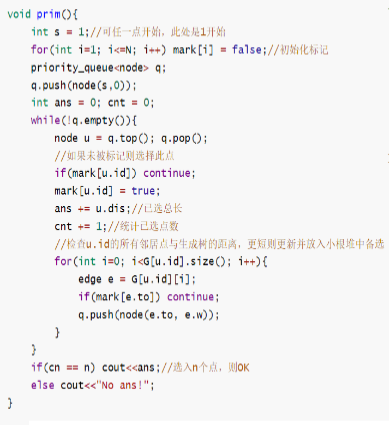 void prim(){
int s = 1;//可任一点开始，此处是1开始
for(int i=1; i<=N; i++) mark[i] = false;//初始化标记
priority_queue<node> q;
q.push(node(s,0));
int ans = 0; cnt = 0;
while(!q.empty()){
node u = q.top(); q.pop();
//如果未被标记则选择此点
if(mark[u.id]) continue;
mark[u.id] = true;
ans += u.dis;//已选总长
cnt += 1;//统计已选点数
//检查u.id的所有邻居点与生成树的距离，更短则更新并放入小根堆中备选
for(int i=0; i<G[u.id].size(); i++){
edge e = G[u.id][i];
if(mark[e.to]) continue;
q.push(node(e.to, e.w));
}
}
if(cn == n) cout<<ans;//选入n个点，则OK
else cout<<"No ans!";
}